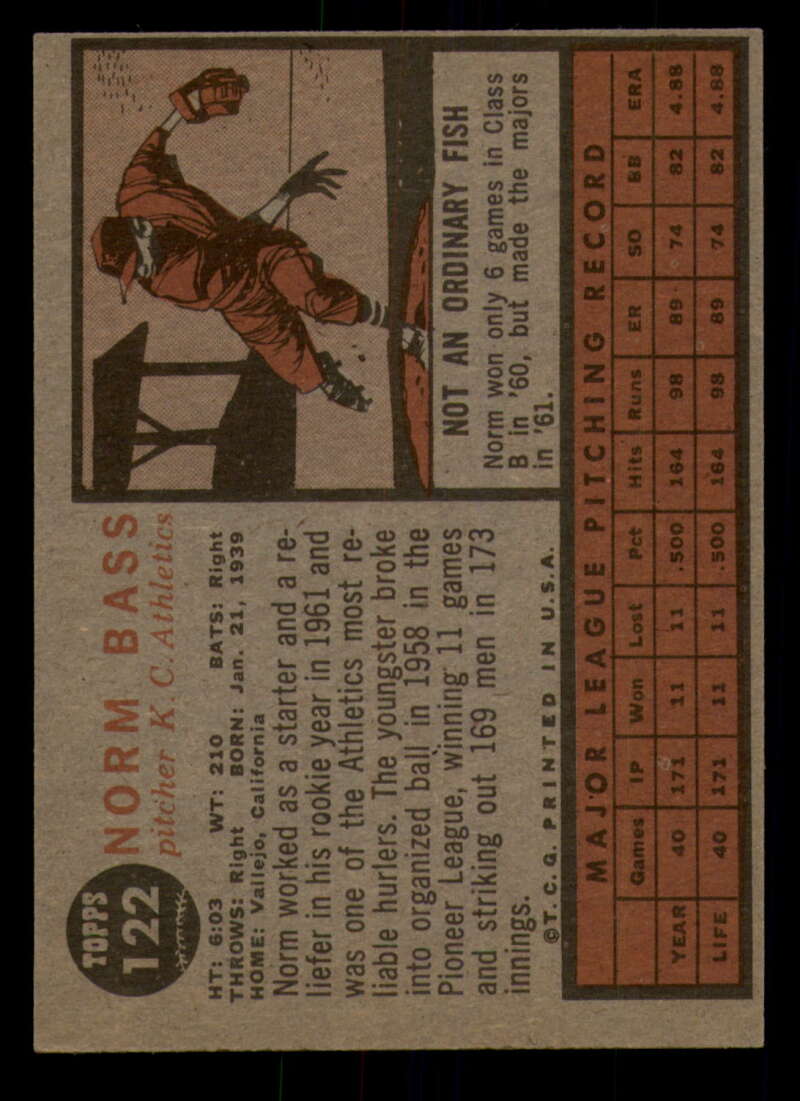 TOPPS
122
NORM BASS
pitcher K. C. Athletics
HT: 6:03 WT: 210 BATS: Right
THROWS: Right BORN: Jan. 21, 1939
HOME: Vallejo, California
Norm worked as a starter and a re-
liefer in his rookie year in 1961 and
was one of the Athletics most re-
liable hurlers. The youngster broke
into organized ball in 1958 in the
Pioneer League, winning 11 games
and striking out 169 men in 173
innings.
©T. C. G. PRINTED IN U.S.A.
NOT AN ORDINARY FISH
Norm won only 6 games in Class
B in '60, but made the majors
in '61.
MAJOR LEAGUE PITCHING RECORD
Games IP Won Lost Pct Hits Runs ER SO BB ERA
YEAR 40 171 11 11 .500 164 98 89 74 82 4.88
LIFE 40 171 11 11 .500 164 98 89 74 82 4.88